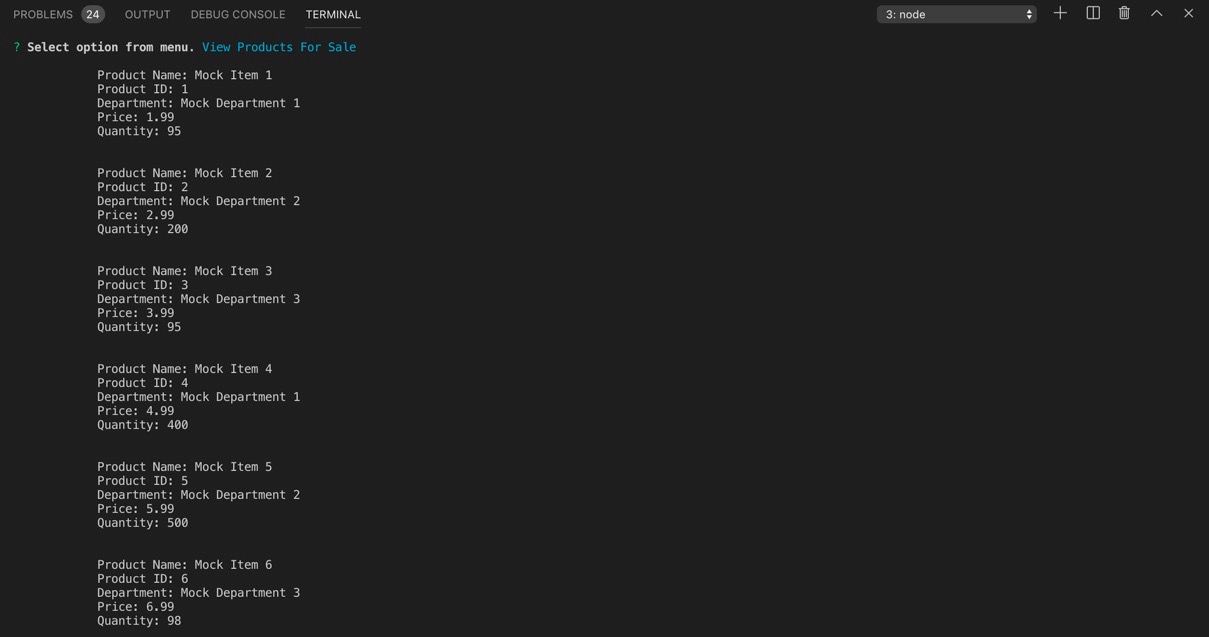 PROBLEMS 24 OUTPUT DEBUG CONSOLE TERMINAL 3: node
? Select option from menu. View Products For Sale
Product Name: Mock Item 1
Product ID: 1
Department: Mock Department 1
Price: 1.99
Quantity: 95
Product Name: Mock Item 2
Product ID: 2
Department: Mock Department 2
Price: 2.99
Quantity: 200
Product Name: Mock Item 3
Product ID: 3
Department: Mock Department 3
Price: 3.99
Quantity: 95
Product Name: Mock Item 4
Product ID: 4
Department: Mock Department 1
Price: 4.99
Quantity: 400
Product Name: Mock Item 5
Product ID: 5
Department: Mock Department 2
Price: 5.99
Quantity: 500
Product Name: Mock Item 6
Product ID: 6
Department: Mock Department 3
Price: 6.99
Quantity: 98